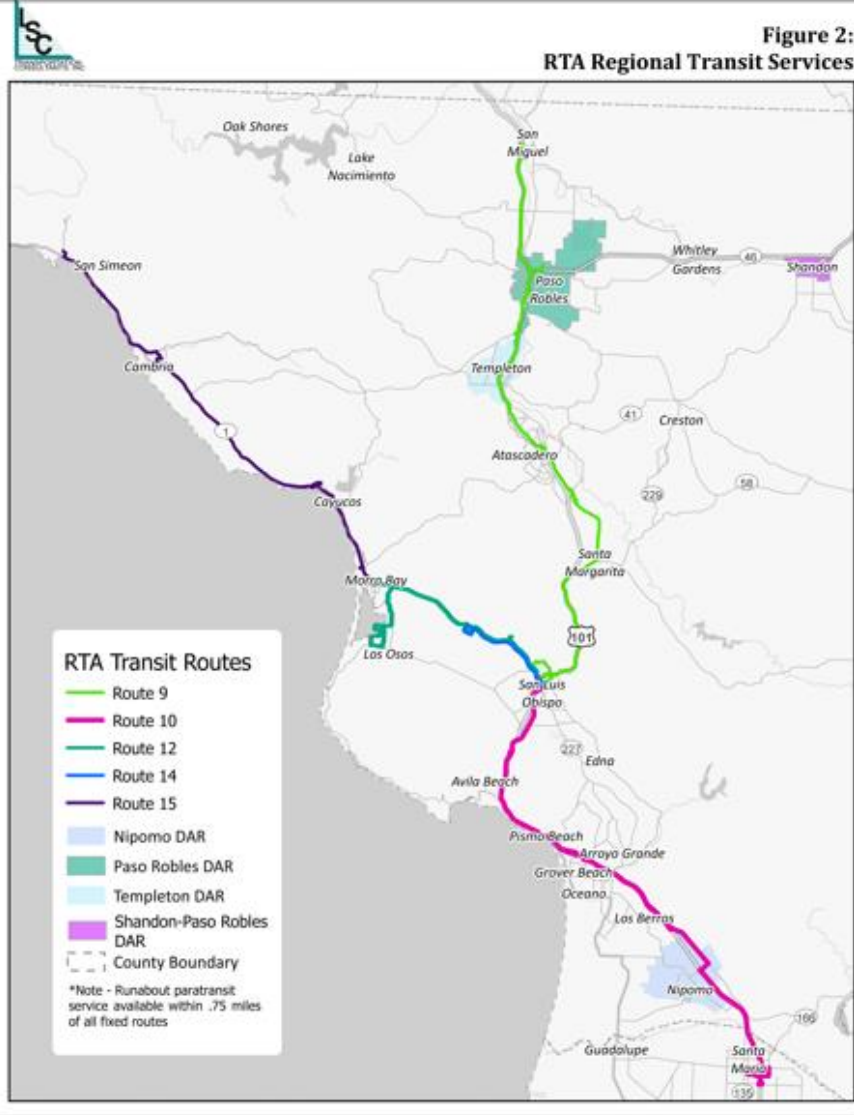 LSC
Figure 2:
RTA Regional Transit Services
Oak Shores
San
Miguel
Lake
Nacimiento
Whitley
Gardens
46
Shandon
San Simeon
Paso
Robles
Cambria
Templeton
41
Creston
1
Atascadero
58
229
Cayucos
Santa
Margarita
Morro Bay
101
Los Osos
San Luis
Obispo
227
Edna
Avila Beach
Pismo Beach
Arroyo Grande
Grover Beach
Oceano
Los Berros
Nipomo
166
Guadalupe
Santa
Maria
135
RTA Transit Routes
Route 9
Route 10
Route 12
Route 14
Route 15
Nipomo DAR
Paso Robles DAR
Templeton DAR
Shandon-Paso Robles
DAR
County Boundary
*Note - Runabout paratransit
service available within .75 miles
of all fixed routes